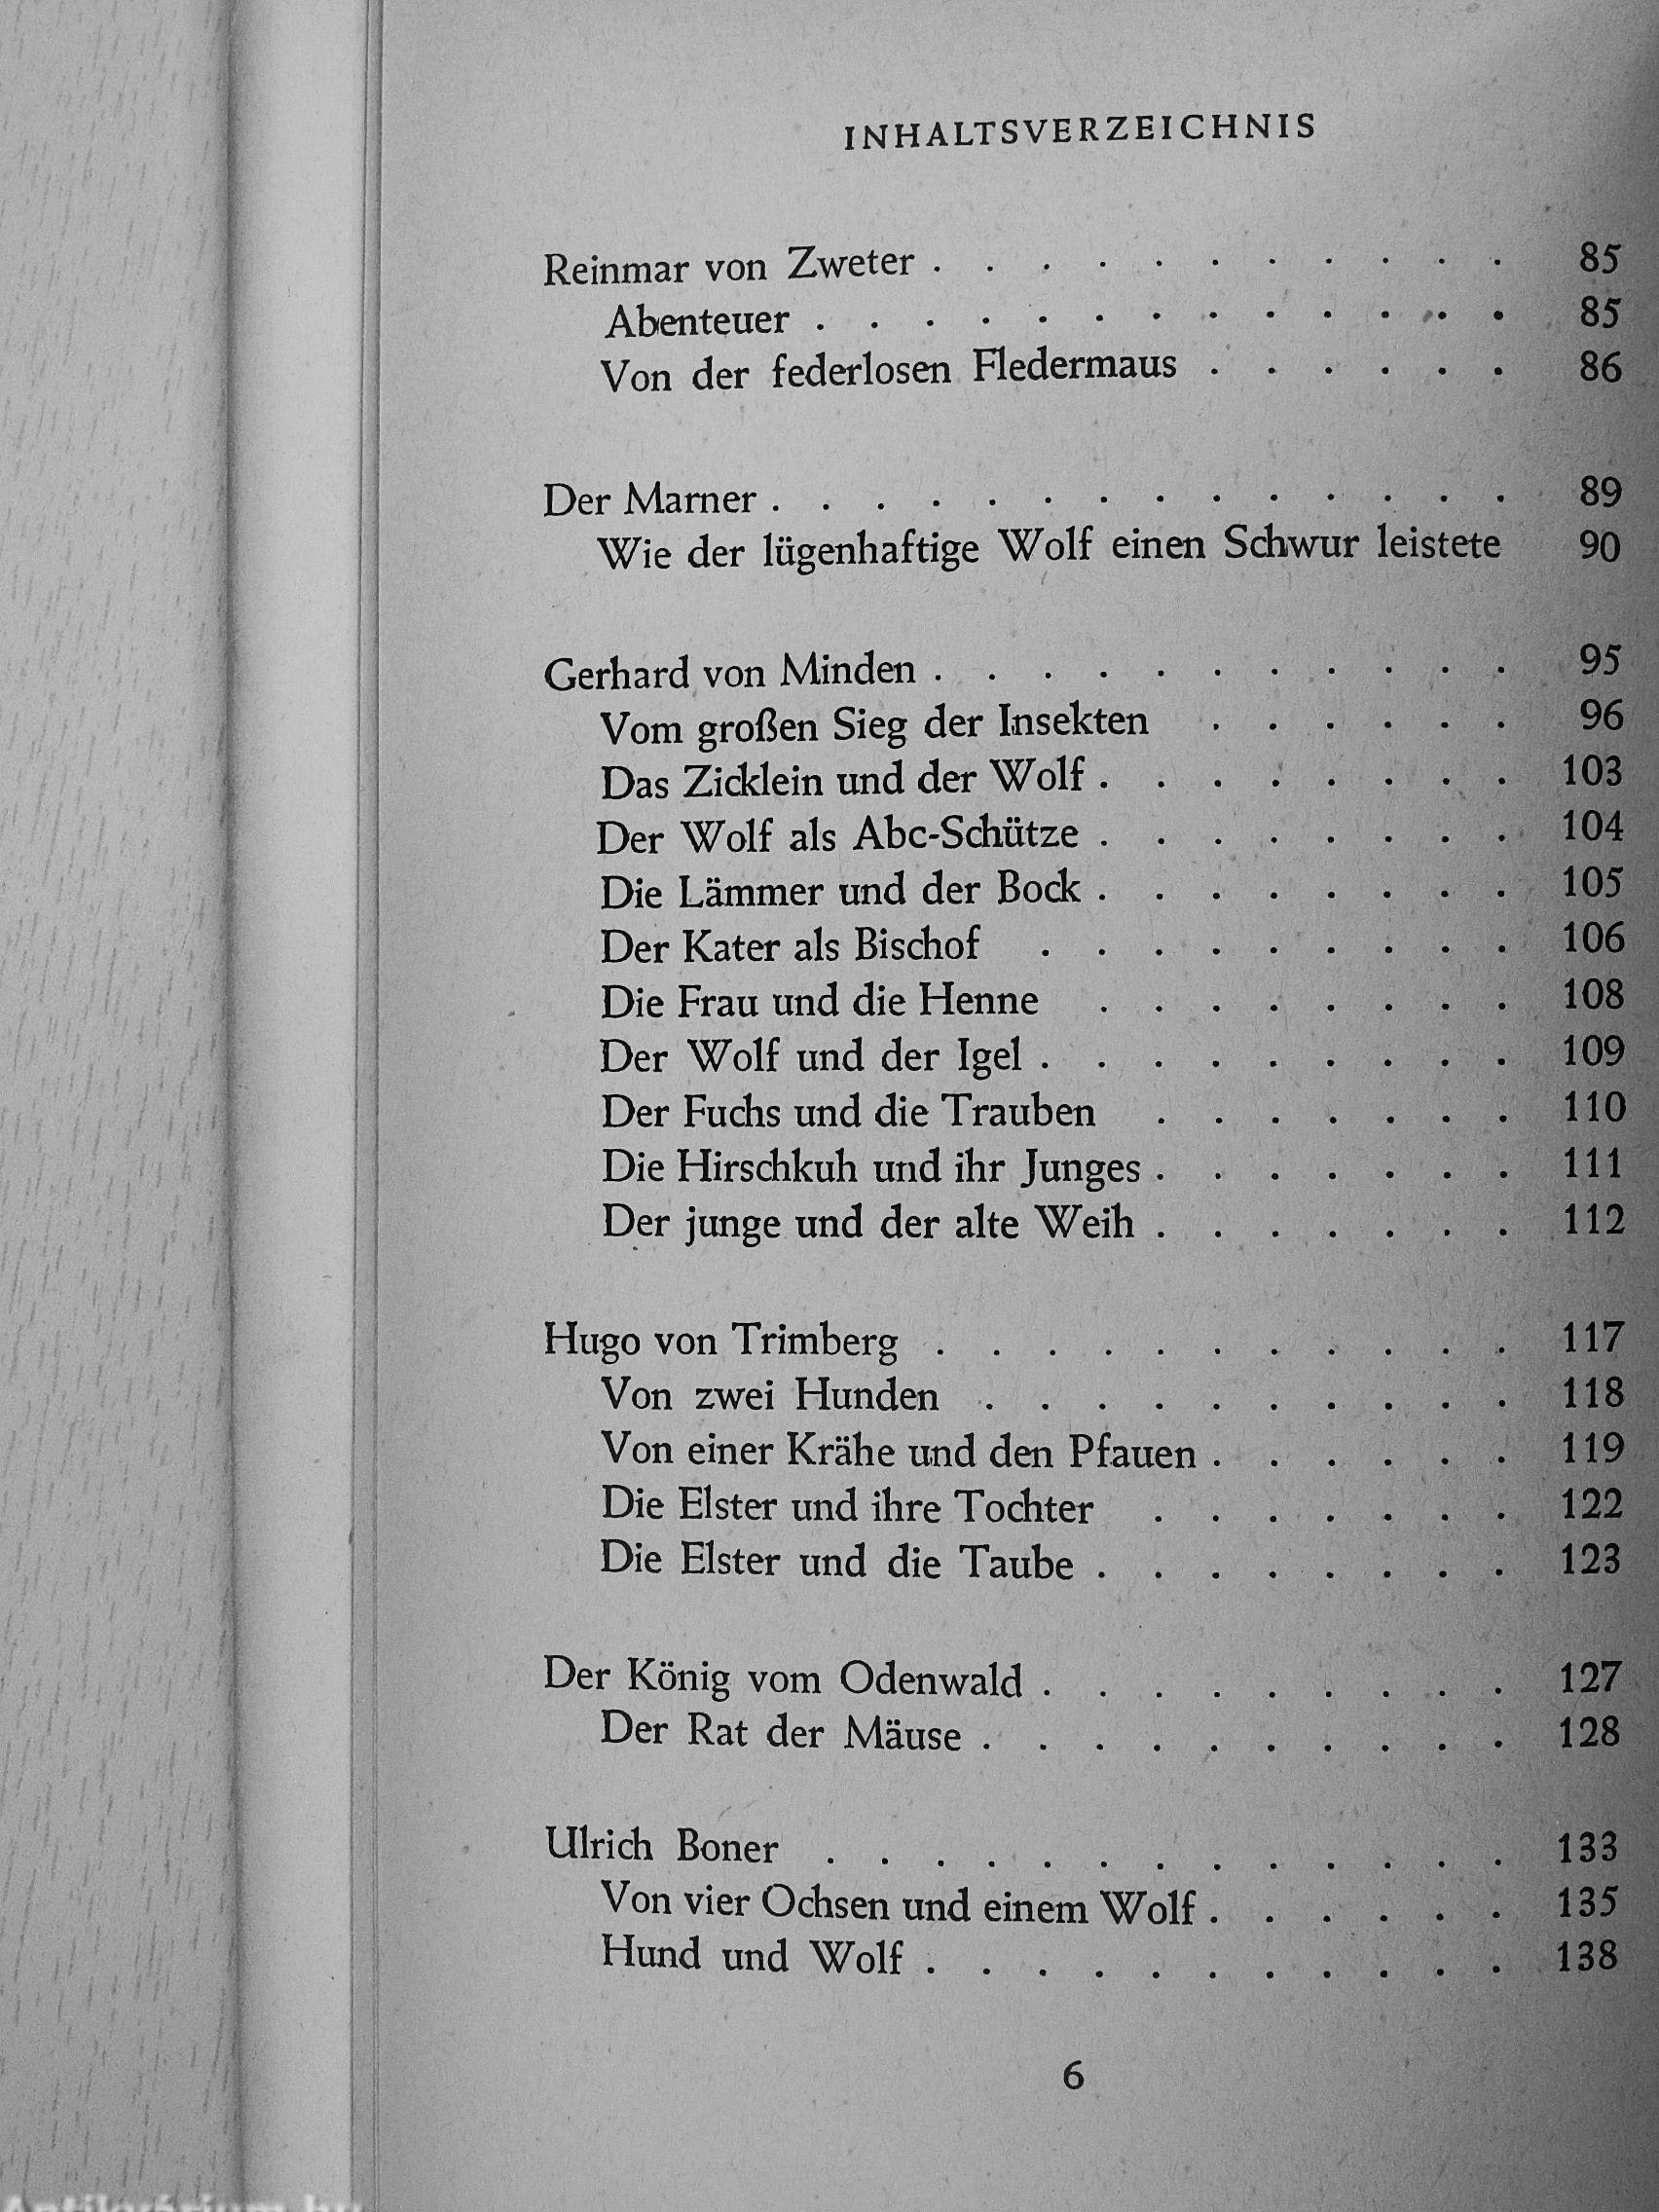 INHALTSVERZEICHNIS
Reinmar von Zweter . . . . . . . . . . . 85
Abenteuer . . . . . . . . . . . . . 85
Von der federlosen Fledermaus . . . . . . 86
Der Marner . . . . . . . . . . . . . . 89
Wie der lügenhaftige Wolf einen Schwur leistete 90
Gerhard von Minden . . . . . . . . . . . 95
Vom großen Sieg der Insekten . . . . . . 96
Das Zicklein und der Wolf . . . . . . . . 103
Der Wolf als Abc-Schütze . . . . . . . . 104
Die Lämmer und der Bock . . . . . . . . 105
Der Kater als Bischof . . . . . . . . . 106
Die Frau und die Henne . . . . . . . . 108
Der Wolf und der Igel . . . . . . . . . 109
Der Fuchs und die Trauben . . . . . . . 110
Die Hirschkuh und ihr Junges . . . . . . . 111
Der junge und der alte Weih . . . . . . . 112
Hugo von Trimberg . . . . . . . . . . . 117
Von zwei Hunden . . . . . . . . . . 118
Von einer Krähe und den Pfauen . . . . . . 119
Die Elster und ihre Tochter . . . . . . . 122
Die Elster und die Taube . . . . . . . . 123
Der König vom Odenwald . . . . . . . . . 127
Der Rat der Mäuse . . . . . . . . . . 128
Ulrich Boner . . . . . . . . . . . . . 133
Von vier Ochsen und einem Wolf . . . . . . 135
Hund und Wolf . . . . . . . . . . . 138
6